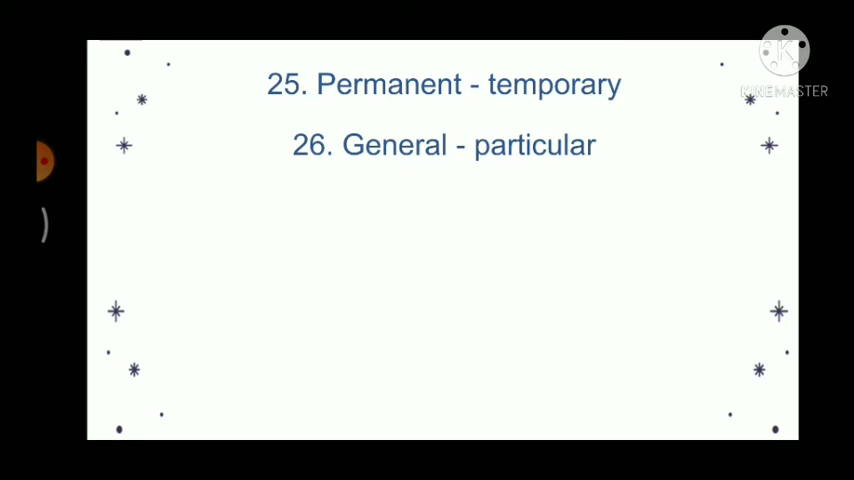 25. Permanent - temporary
26. General - particular
K
KINEMASTER